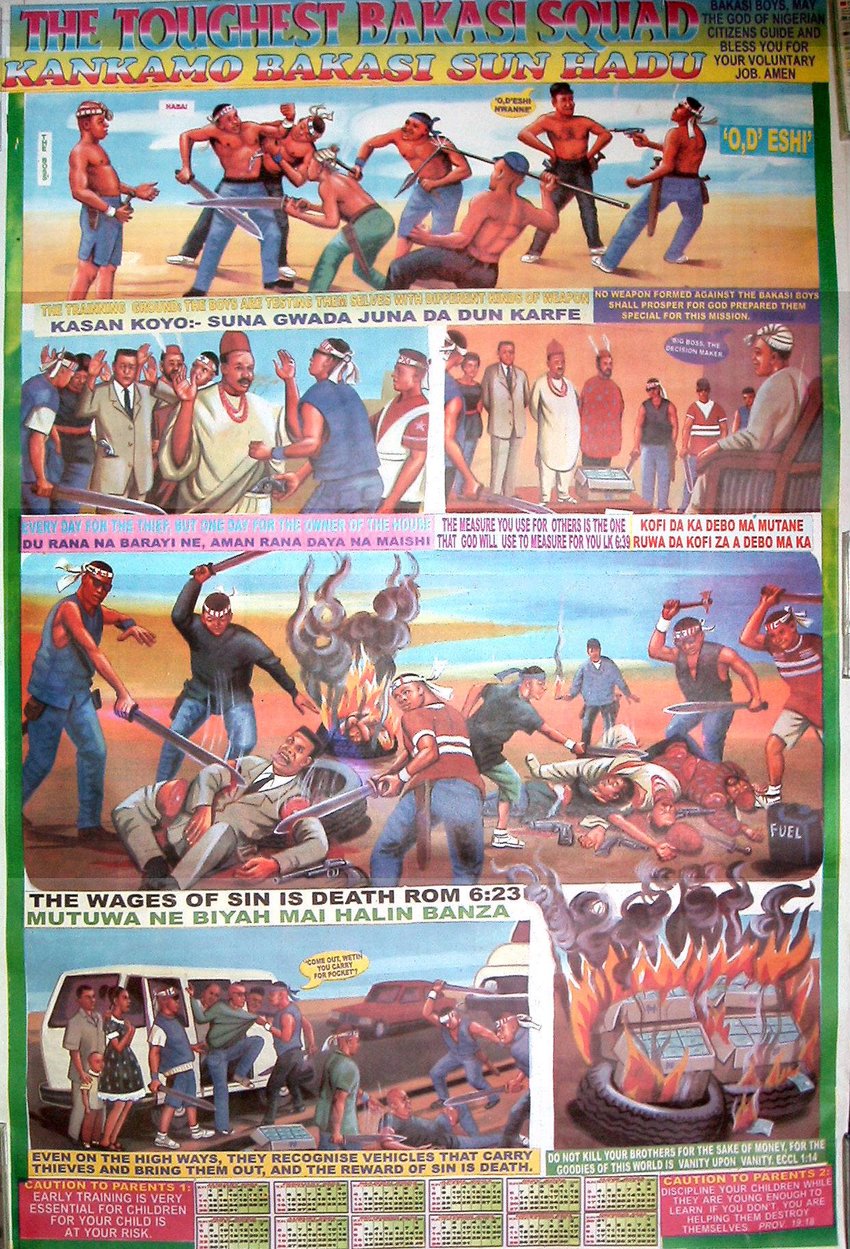 THE TOUGHEST BAKASI SQUAD
KANKAMO BAKASI SUN HADU
BAKASI BOYS, MAY
THE GOD OF NIGERIAN
CITIZENS GUIDE AND
BLESS YOU FOR
YOUR VOLUNTARY
JOB. AMEN
THE BOBS
HABA!
'O,D'ESHI
NWANNE'
'O,D' ESHI'
THE TRAINNING GROUND: THE BOYS ARE TESTING THEM SELVES WITH DIFFERENT KINDS OF WEAPON
KASAN KOYO:- SUNA GWADA JUNA DA DUN KARFE
NO WEAPON FORMED AGAINST THE BAKASI BOYS
SHALL PROSPER FOR GOD PREPARED THEM
SPECIAL FOR THIS MISSION.
'BIG BOSS, THE
DECISION MAKER.
EVERY DAY FOR THE THIEF, BUT ONE DAY FOR THE OWNER OF THE HOUSE
DU RANA NA BARAYI NE, AMAN RANA DAYA NA MAISHI
THE MEASURE YOU USE FOR OTHERS IS THE ONE
THAT GOD WILL USE TO MEASURE FOR YOU LK 6:39
KOFI DA KA DEBO MA MUTANE
RUWA DA KOFI ZA A DEBO MA KA
FUEL
THE WAGES OF SIN IS DEATH ROM 6:23
MUTUWA NE BIYAH MAI HALIN BANZA
"COME OUT, WETIN
YOU CARRY
FOR POCKET"?
EVEN ON THE HIGH WAYS, THEY RECOGNISE VEHICLES THAT CARRY
THIEVES AND BRING THEM OUT, AND THE REWARD OF SIN IS DEATH.
DO NOT KILL YOUR BROTHERS FOR THE SAKE OF MONEY, FOR THE
GOODIES OF THIS WORLD IS VANITY UPON VANITY. ECCL 1:14
CAUTION TO PARENTS 1:
EARLY TRAINING IS VERY
ESSENTIAL FOR CHILDREN
FOR YOUR CHILD IS
AT YOUR RISK.
CAUTION TO PARENTS 2:
DISCIPLINE YOUR CHILDREN WHILE
THEY ARE YOUNG ENOUGH TO
LEARN IF YOU DON'T YOU ARE
HELPING THEM DESTROY
THEMSELVES PROV. 19.18